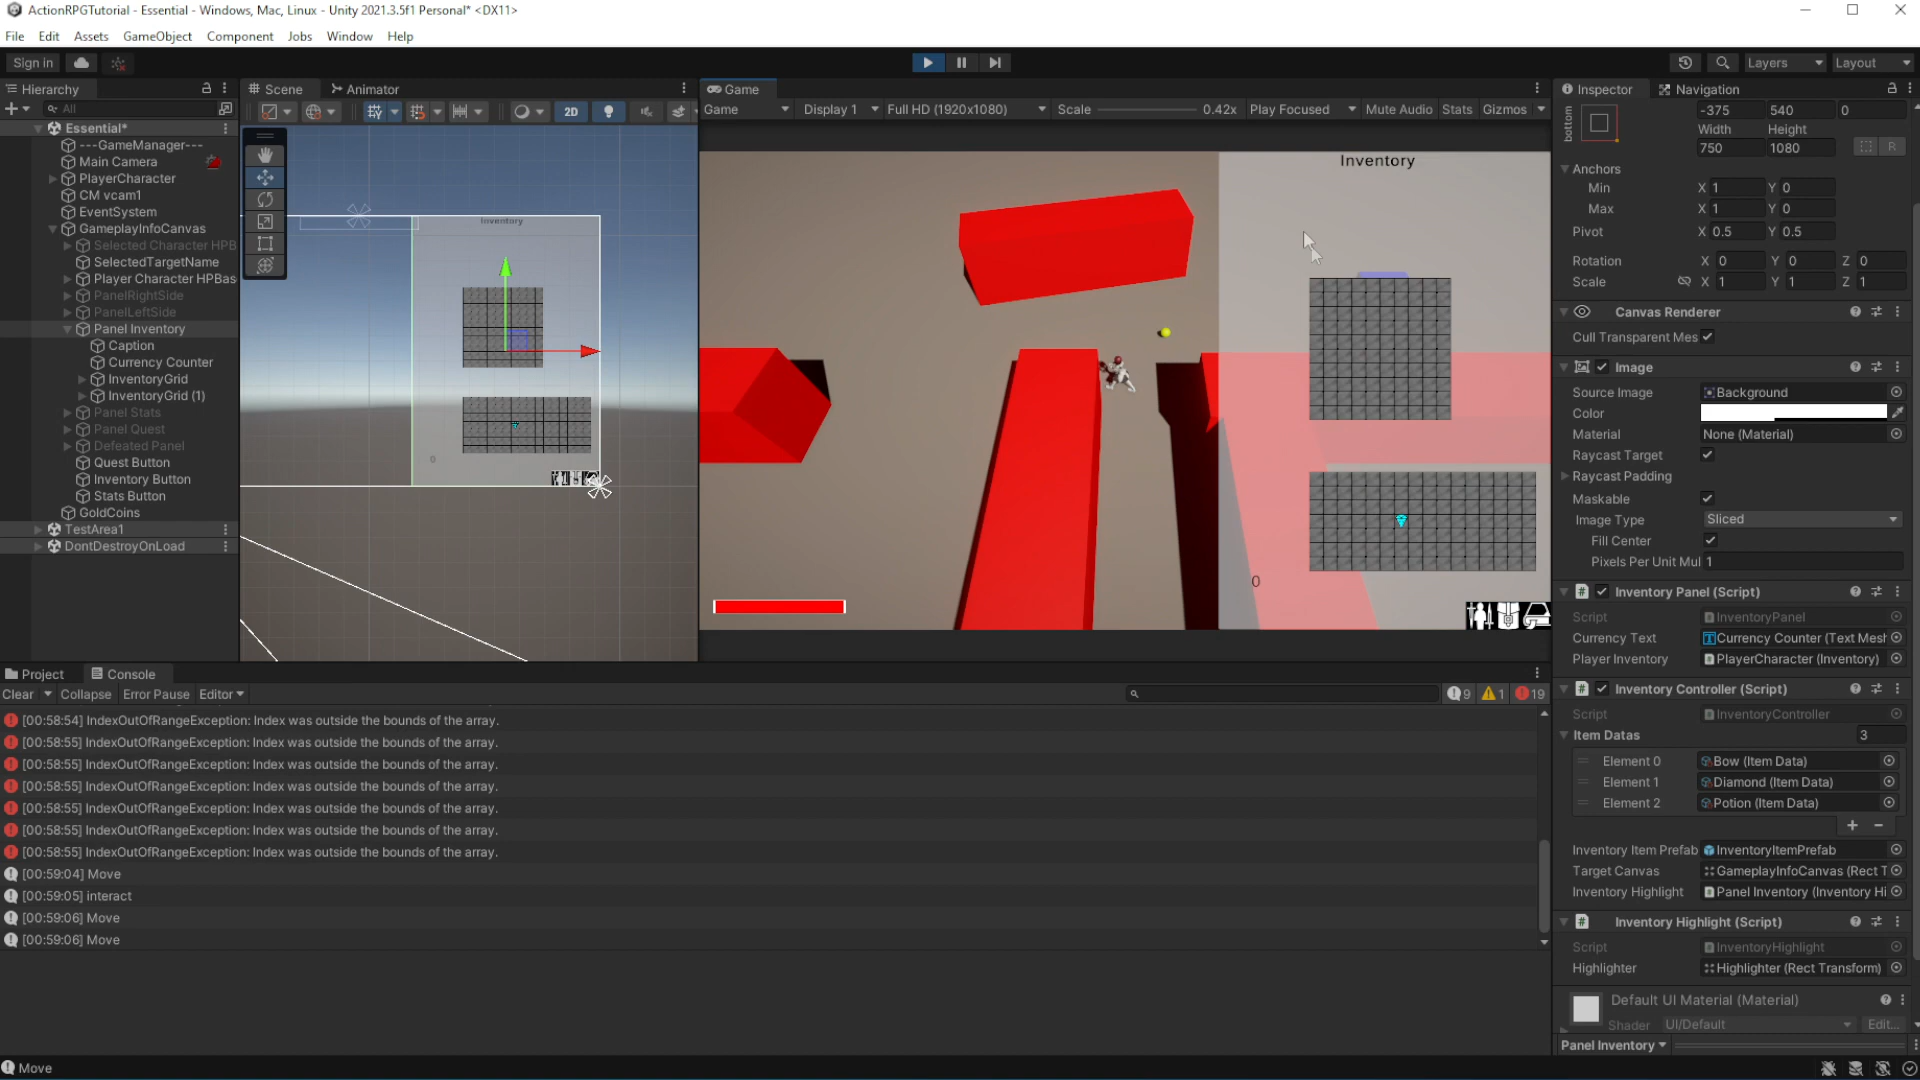 ActionRPGTutorial - Essential - Windows, Mac, Linux - Unity 2021.3.5f1 Personal* <DX11>
File Edit Assets GameObject Component Jobs Window Help
Sign in
Layers
Layout
Hierarchy
All
Essential*
---GameManager---
Main Camera
PlayerCharacter
CM vcam1
EventSystem
GameplayInfoCanvas
Selected Character HPB
SelectedTargetName
Player Character HPBas
PanelRightSide
PanelLeftSide
Panel Inventory
Caption
Currency Counter
InventoryGrid
InventoryGrid (1)
Panel Stats
Panel Quest
Defeated Panel
Quest Button
Inventory Button
Stats Button
GoldCoins
TestArea1
DontDestroyOnLoad
Scene
Animator
2D
Inventory
0
Game
Game
Display 1
Full HD (1920x1080)
Scale
0.42x
Play Focused
Mute Audio
Stats
Gizmos
Inventory
0
Inspector
Navigation
bottom
-375 540 0
Width Height
750 1080
R
Anchors
Min X 1 Y 0
Max X 1 Y 0
Pivot X 0.5 Y 0.5
Rotation X 0 Y 0 Z 0
Scale X 1 Y 1 Z 1
Canvas Renderer
Cull Transparent Mes
Image
Source Image Background
Color
Material None (Material)
Raycast Target
Raycast Padding
Maskable
Image Type Sliced
Fill Center
Pixels Per Unit Mul 1
Inventory Panel (Script)
Script InventoryPanel
Currency Text Currency Counter (Text Mesh
Player Inventory PlayerCharacter (Inventory)
Inventory Controller (Script)
Script InventoryController
Item Datas 3
Element 0 Bow (Item Data)
Element 1 Diamond (Item Data)
Element 2 Potion (Item Data)
+ -
Inventory Item Prefab InventoryItemPrefab
Target Canvas GameplayInfoCanvas (Rect T
Inventory Highlight Panel Inventory (Inventory Hi
Inventory Highlight (Script)
Script InventoryHighlight
Highlighter Highlighter (Rect Transform)
Default UI Material (Material)
Shader UI/Default Edit...
Panel Inventory
Project
Console
Clear Collapse Error Pause Editor
9 1 19
[00:58:54] IndexOutOfRangeException: Index was outside the bounds of the array.
[00:58:55] IndexOutOfRangeException: Index was outside the bounds of the array.
[00:58:55] IndexOutOfRangeException: Index was outside the bounds of the array.
[00:58:55] IndexOutOfRangeException: Index was outside the bounds of the array.
[00:58:55] IndexOutOfRangeException: Index was outside the bounds of the array.
[00:58:55] IndexOutOfRangeException: Index was outside the bounds of the array.
[00:58:55] IndexOutOfRangeException: Index was outside the bounds of the array.
[00:59:04] Move
[00:59:05] interact
[00:59:06] Move
[00:59:06] Move
Move